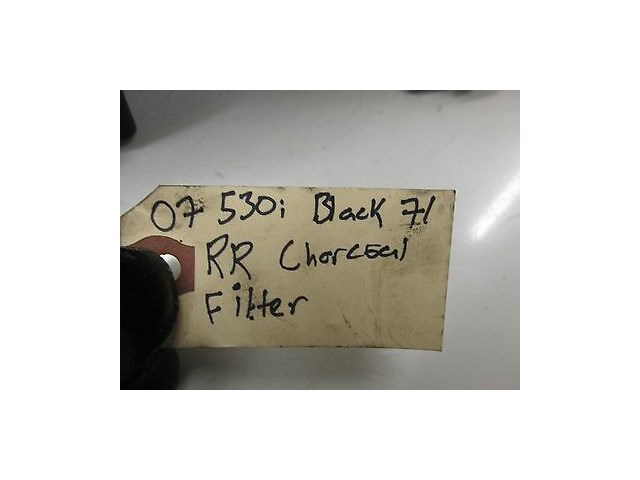 07 530i Black 71
RR Charcoal
Filter